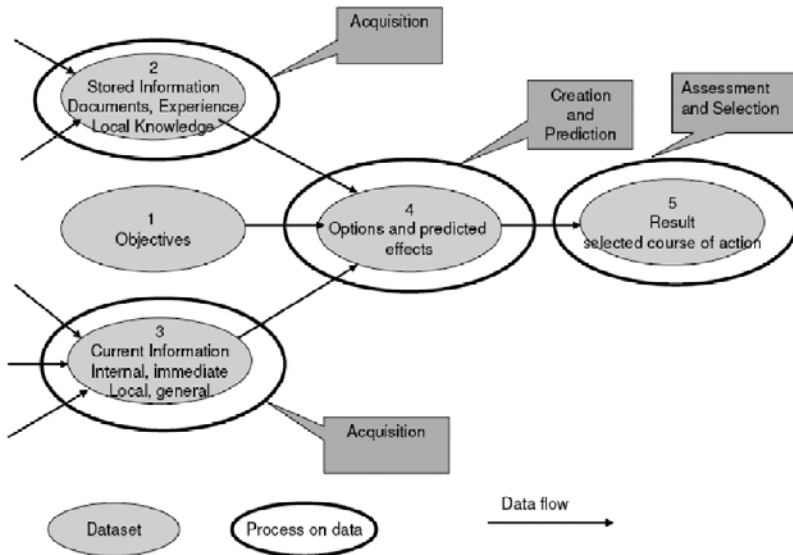 Acquisition
2
Stored Information
Documents, Experience
Local Knowledge
Creation
and
Prediction
Assessment
and Selection
1
Objectives
4
Options and predicted
effects
5
Result
selected course of action
3
Current Information
Internal, immediate
Local, general
Acquisition
Data flow
Dataset
Process on data